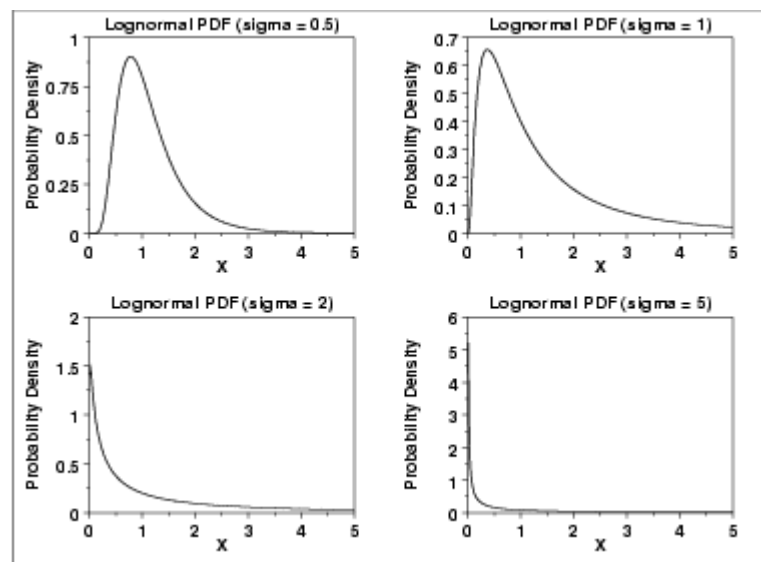 Lognormal PDF (sigma = 0.5)
Probability Density
1
0.75
0.5
0.25
0
0 1 2 3 4 5
X
Lognormal PDF (sigma = 1)
Probability Density
0.7
0.6
0.5
0.4
0.3
0.2
0.1
0
0 1 2 3 4 5
X
Lognormal PDF (sigma = 2)
Probability Density
2
1.5
1
0.5
0
0 1 2 3 4 5
X
Lognormal PDF (sigma = 5)
Probability Density
6
5
4
3
2
1
0
0 1 2 3 4 5
X